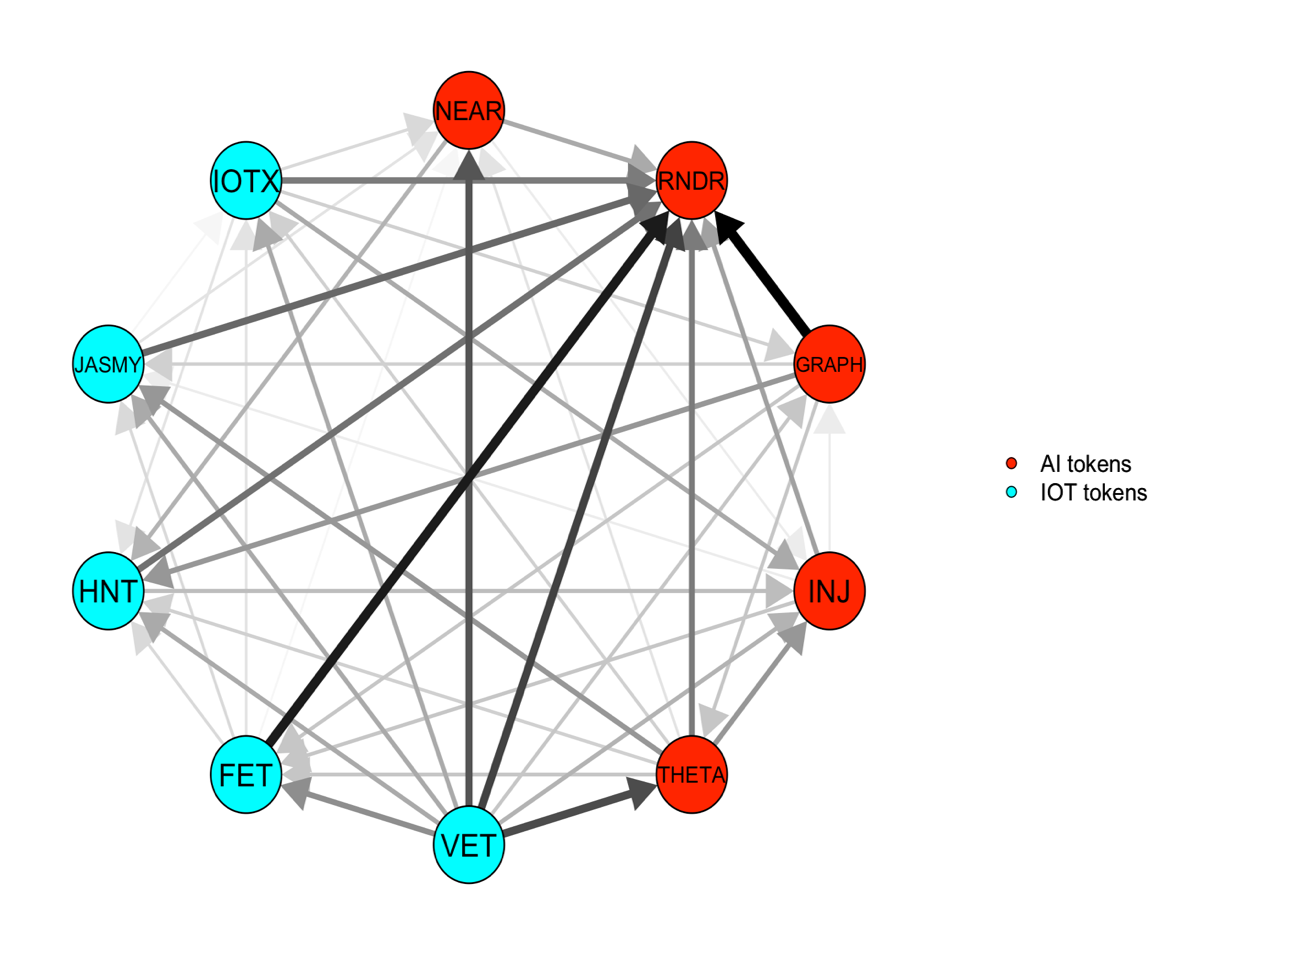 NEAR
IOTX
RNDR
JASMY
GRAPH
AI tokens
IOT tokens
HNT
INJ
FET
THETA
VET